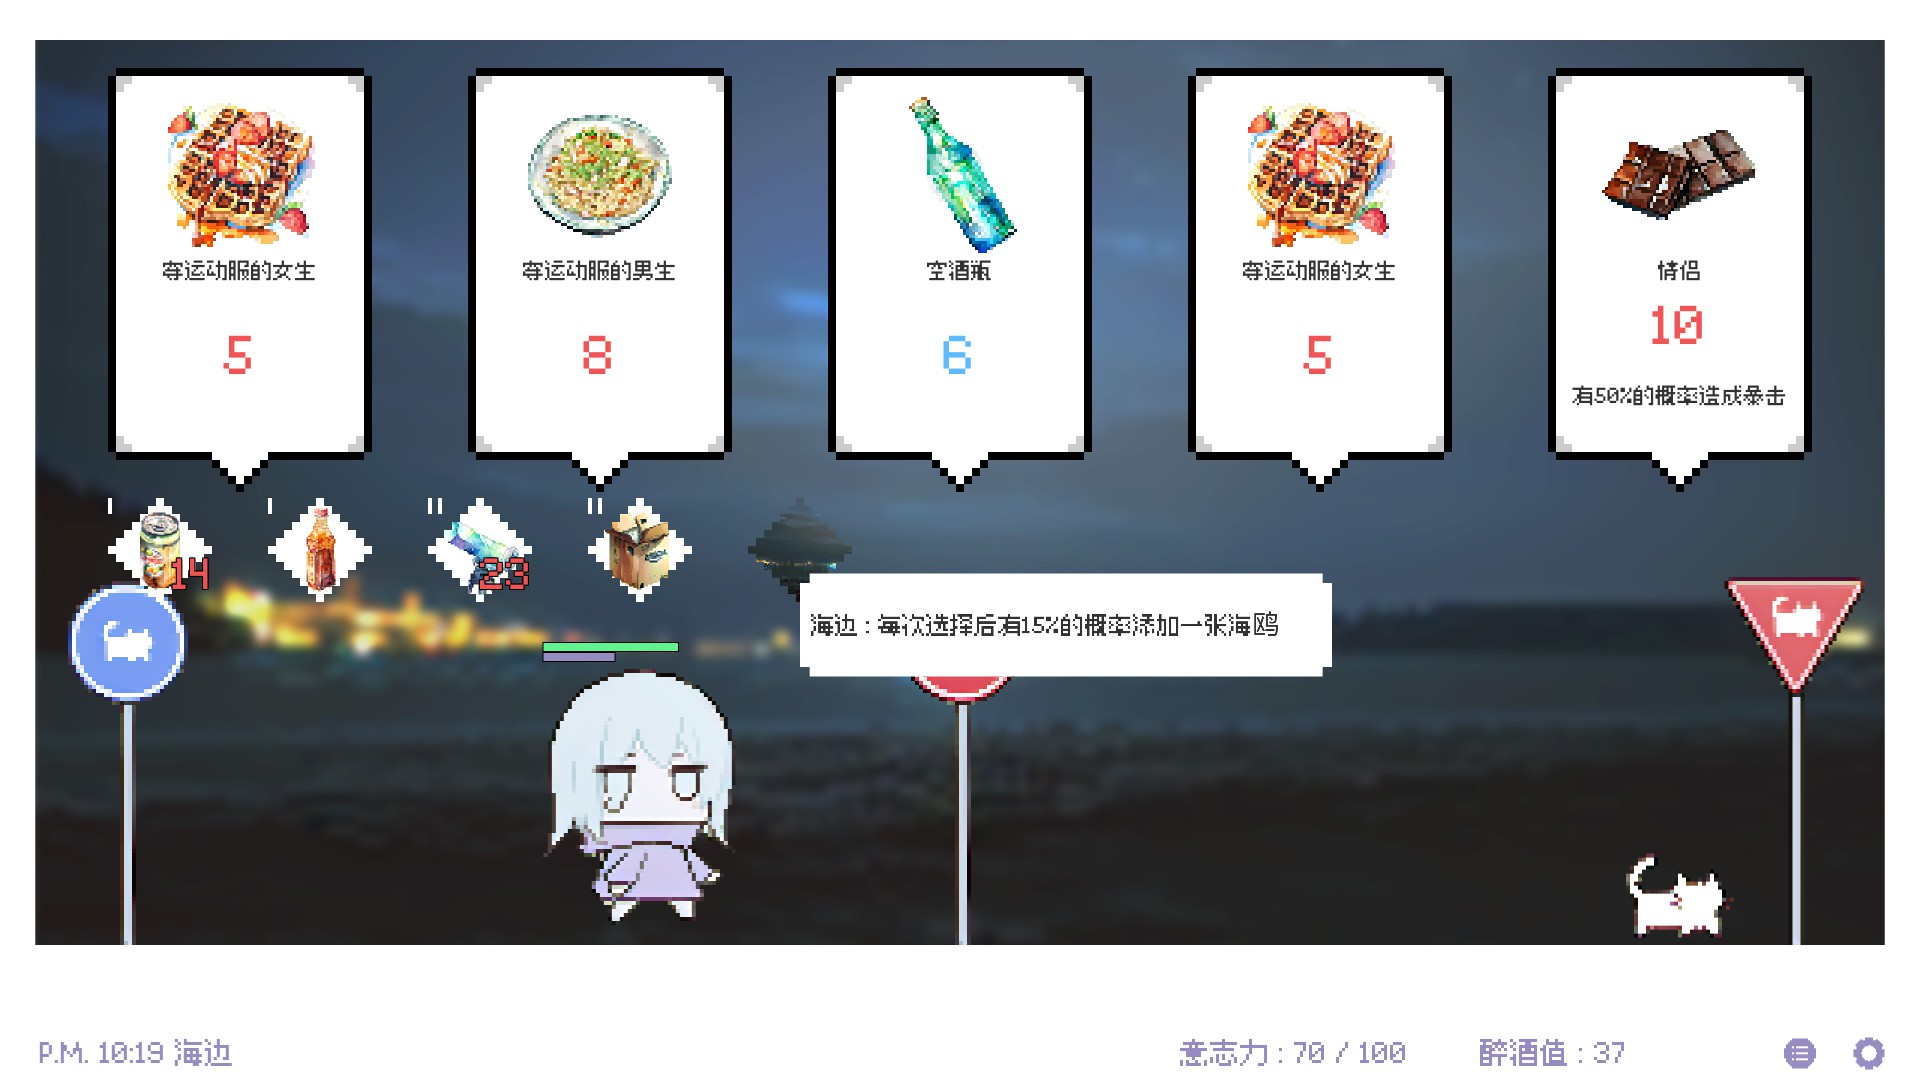 穿运动服的女生
5
穿运动服的男生
8
空酒瓶
6
穿运动服的女生
5
情侣
10
有50%的概率造成暴击
I
14
I
II
23
II
海边：每次选择后有15%的概率添加一张海鸥
P.M. 10:19 海边
意志力：70 / 100
醉酒值：37